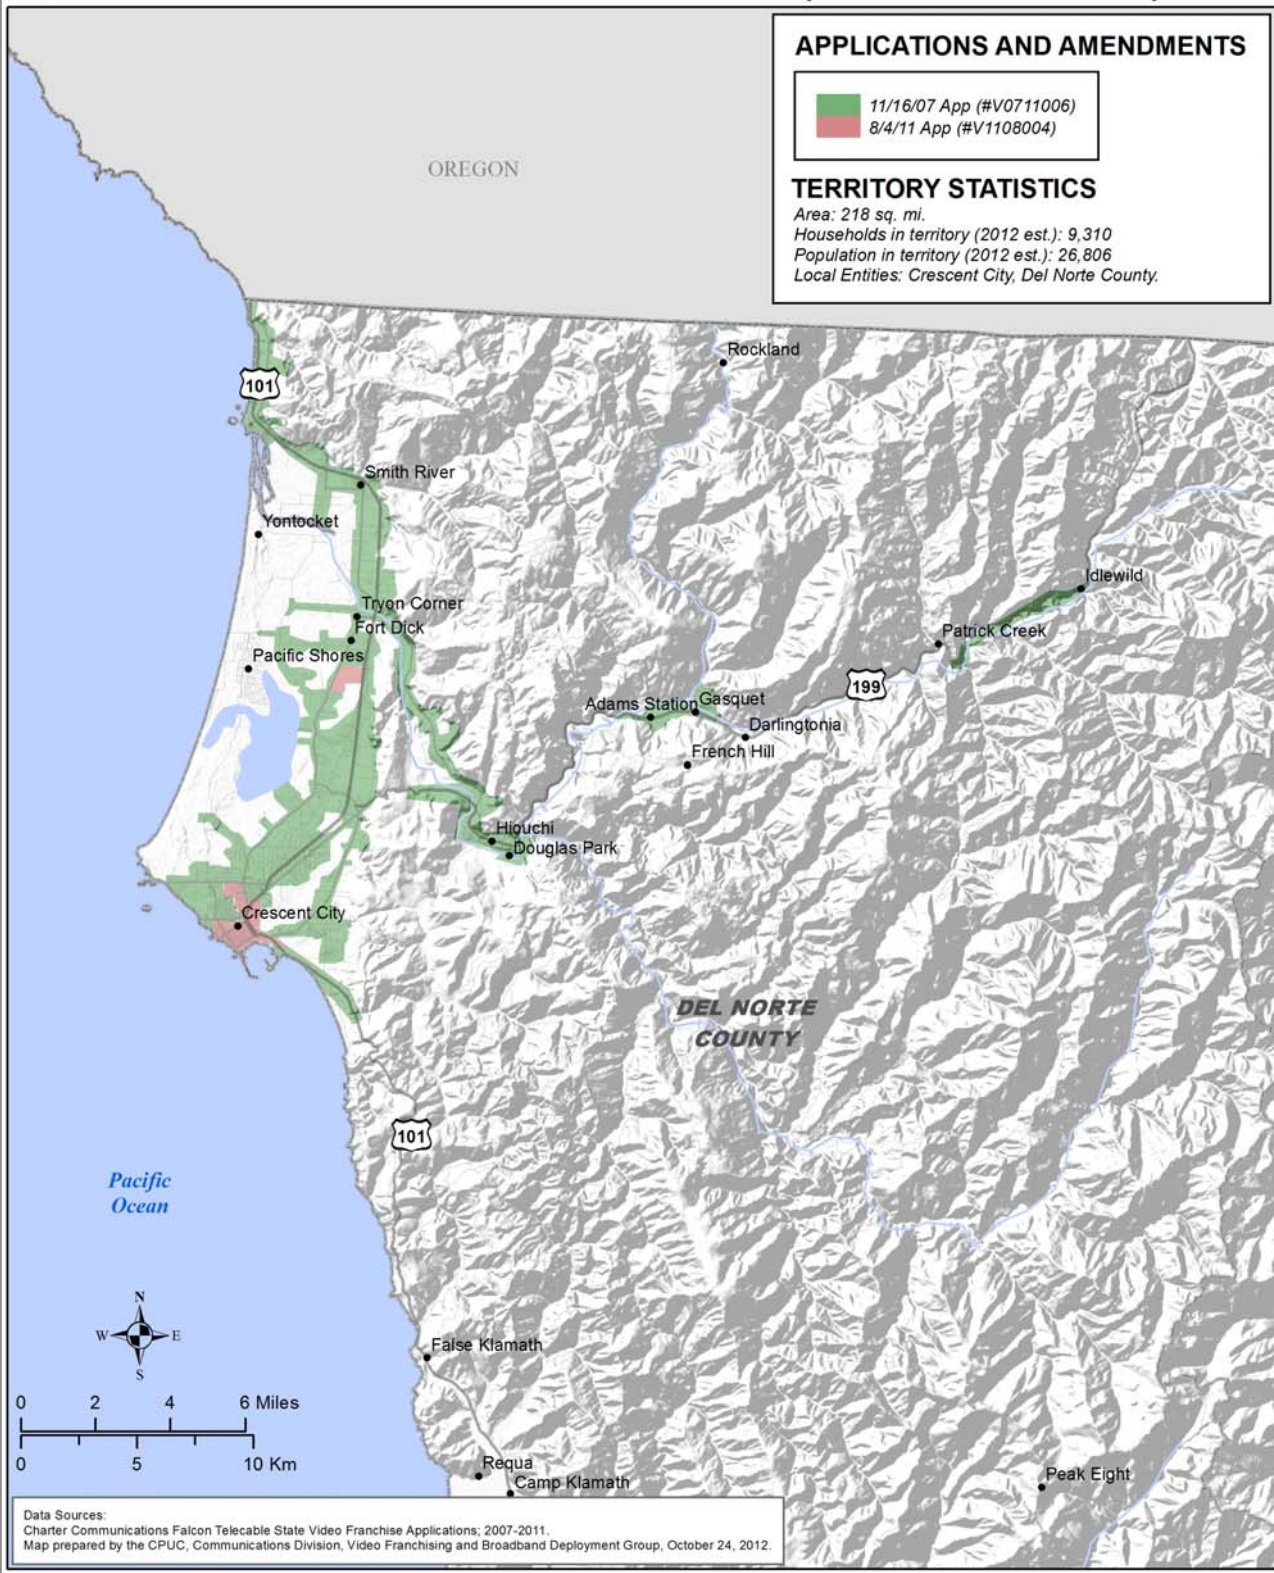 APPLICATIONS AND AMENDMENTS
11/16/07 App (#V0711006)
8/4/11 App (#V1108004)
TERRITORY STATISTICS
Area: 218 sq. mi.
Households in territory (2012 est.): 9,310
Population in territory (2012 est.): 26,806
Local Entities: Crescent City, Del Norte County.
OREGON
Rockland
101
Smith River
Yontocket
Idlewild
Tryon Corner
Fort Dick
Patrick Creek
Pacific Shores
199
Adams Station
Gasquet
Darlingtonia
French Hill
Hiouchi
Douglas Park
Crescent City
DEL NORTE
COUNTY
101
Pacific
Ocean
N
W E
S
False Klamath
0 2 4 6 Miles
0 5 10 Km
Requa
Camp Klamath
Peak Eight
Data Sources:
Charter Communications Falcon Telecable State Video Franchise Applications; 2007-2011.
Map prepared by the CPUC, Communications Division, Video Franchising and Broadband Deployment Group, October 24, 2012.